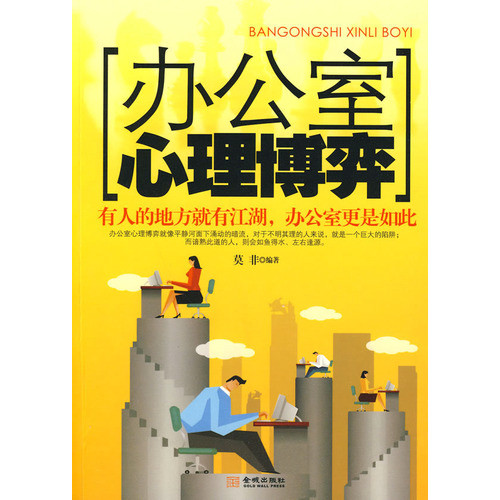 BANGONGSHI XINLI BOYI
[办公室
心理博弈]
有人的地方就有江湖，办公室更是如此
办公室心理博弈就像平静河面下涌动的暗流，对于不明其理的人来说，就是一个巨大的陷阱；
而谙熟此道的人，则会如鱼得水、左右逢源。
莫 非◎编著
金城出版社
GOLD WALL PRESS